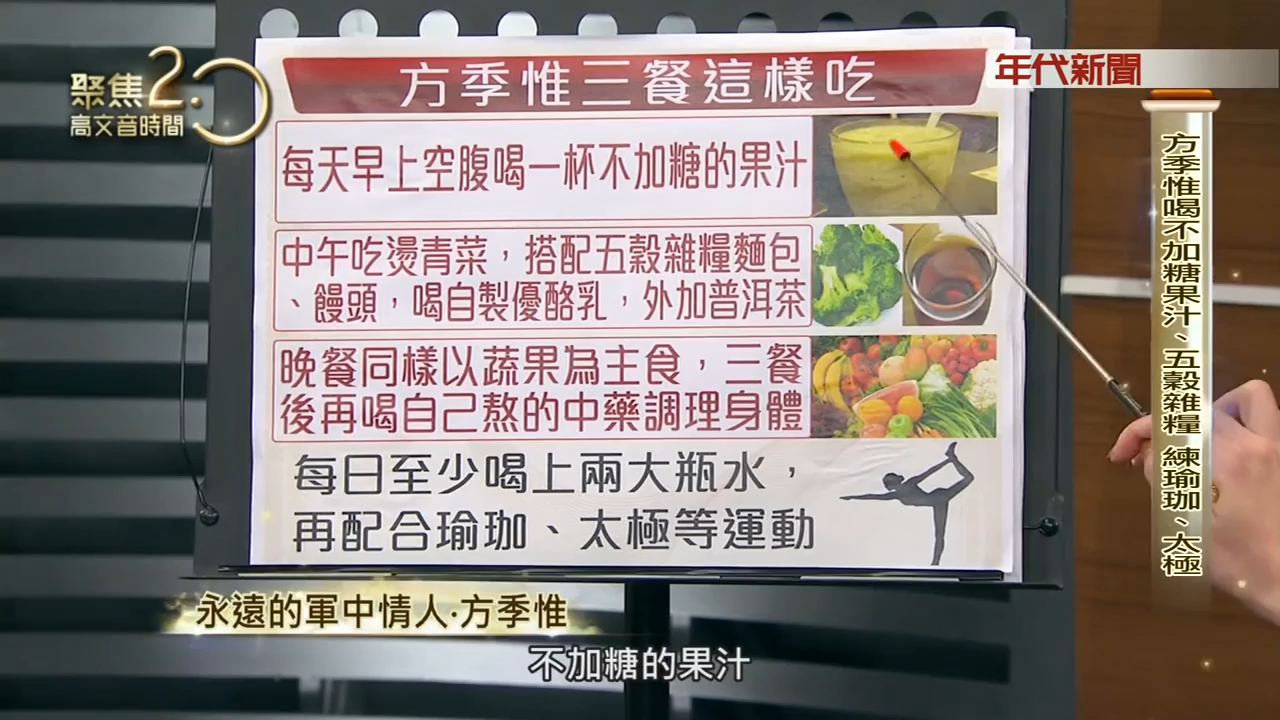 聚焦2.0
高文音時間
年代新聞
方季惟三餐這樣吃
每天早上空腹喝一杯不加糖的果汁
中午吃燙青菜，搭配五穀雜糧麵包
、饅頭，喝自製優酪乳，外加普洱茶
晚餐同樣以蔬果為主食，三餐
後再喝自己熬的中藥調理身體
每日至少喝上兩大瓶水，
再配合瑜珈、太極等運動
方季惟喝不加糖果汁、五穀雜糧 練瑜珈、太極
永遠的軍中情人·方季惟
不加糖的果汁